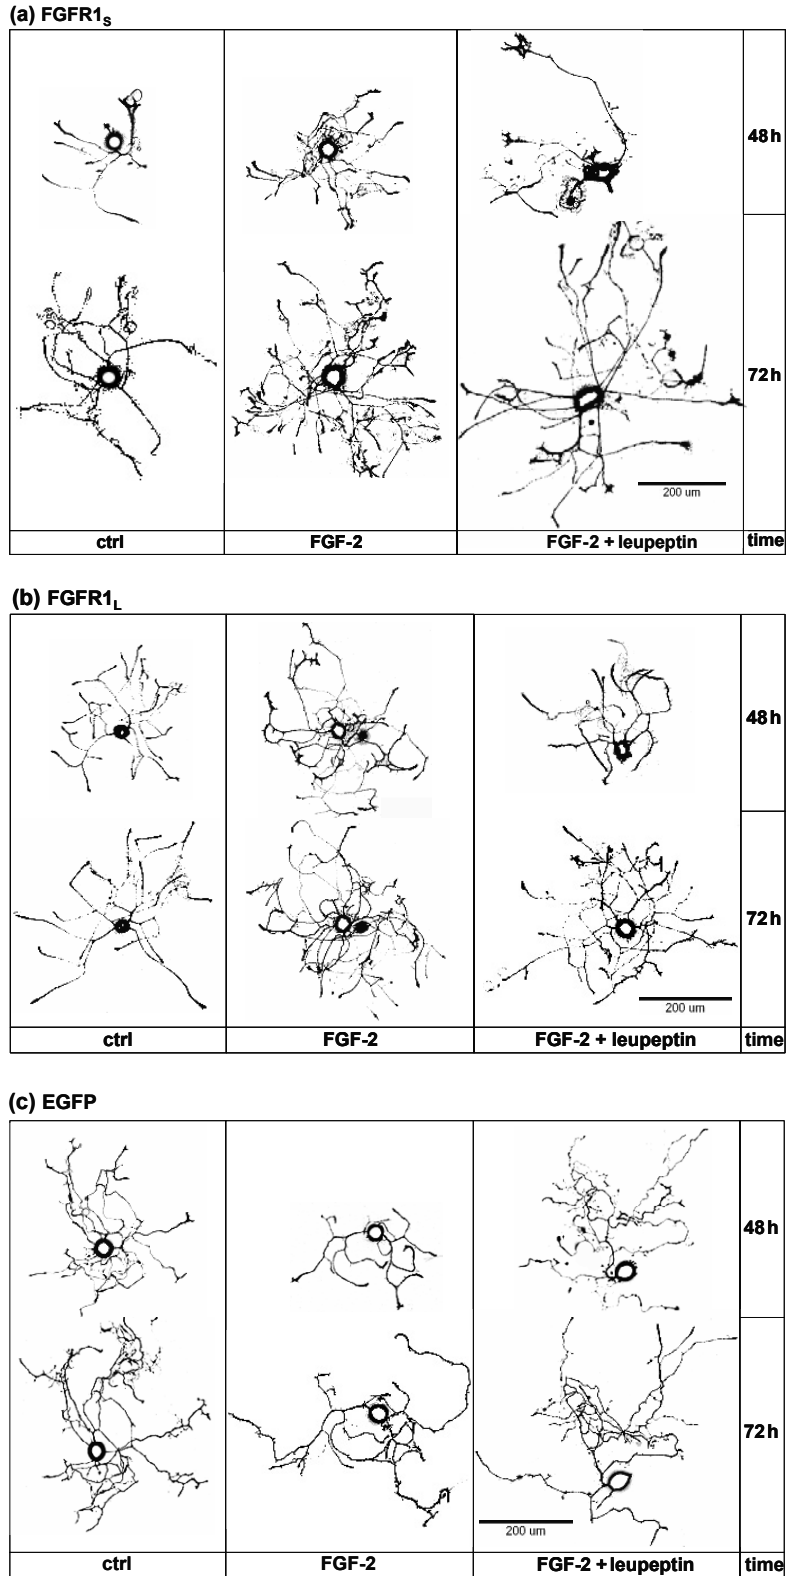 (a) FGFR1S
48h
72h
200 um
ctrl FGF-2 FGF-2 + leupeptin time
(b) FGFR1L
48h
72h
200 um
ctrl FGF-2 FGF-2 + leupeptin time
(c) EGFP
48h
72h
200 um
ctrl FGF-2 FGF-2 + leupeptin time